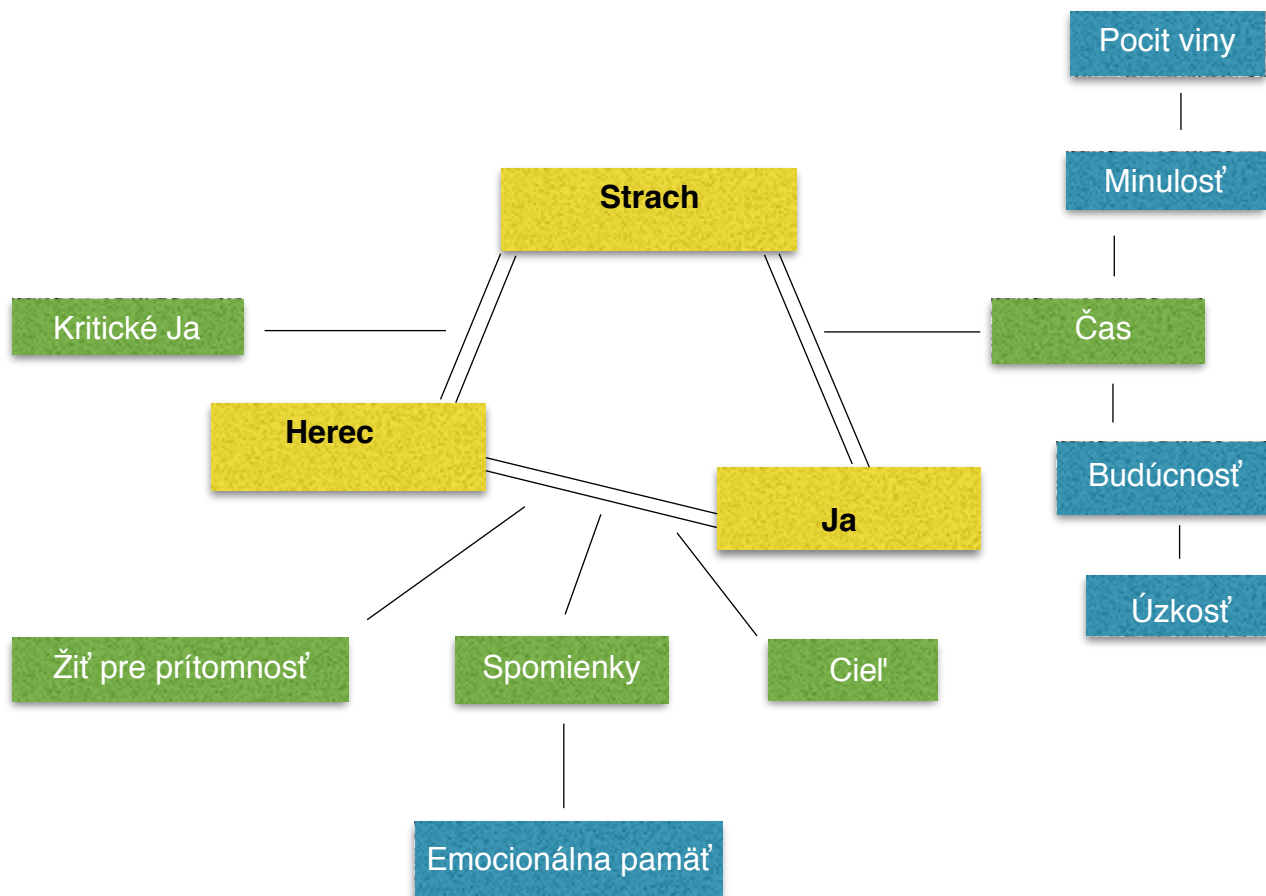 Pocit viny
Minulosť
Strach
Kritické Ja
Čas
Herec
Budúcnosť
Ja
Úzkosť
Žiť pre prítomnosť
Spomienky
Cieľ
Emocionálna pamäť